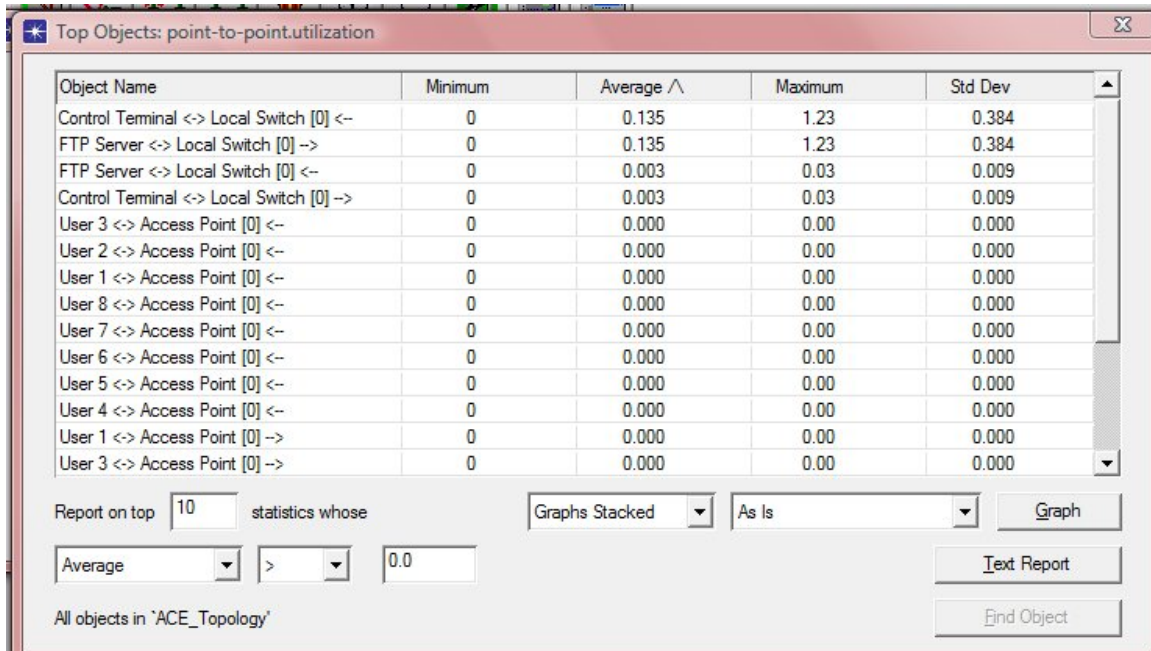 Top Objects: point-to-point.utilization
Object Name Minimum Average /\ Maximum Std Dev
Control Terminal <-> Local Switch [0] <-- 0 0.135 1.23 0.384
FTP Server <-> Local Switch [0] --> 0 0.135 1.23 0.384
FTP Server <-> Local Switch [0] <-- 0 0.003 0.03 0.009
Control Terminal <-> Local Switch [0] --> 0 0.003 0.03 0.009
User 3 <-> Access Point [0] <-- 0 0.000 0.00 0.000
User 2 <-> Access Point [0] <-- 0 0.000 0.00 0.000
User 1 <-> Access Point [0] <-- 0 0.000 0.00 0.000
User 8 <-> Access Point [0] <-- 0 0.000 0.00 0.000
User 7 <-> Access Point [0] <-- 0 0.000 0.00 0.000
User 6 <-> Access Point [0] <-- 0 0.000 0.00 0.000
User 5 <-> Access Point [0] <-- 0 0.000 0.00 0.000
User 4 <-> Access Point [0] <-- 0 0.000 0.00 0.000
User 1 <-> Access Point [0] --> 0 0.000 0.00 0.000
User 3 <-> Access Point [0] --> 0 0.000 0.00 0.000
Report on top 10 statistics whose Graphs Stacked As Is Graph
Average > 0.0 Text Report
All objects in `ACE_Topology' Find Object